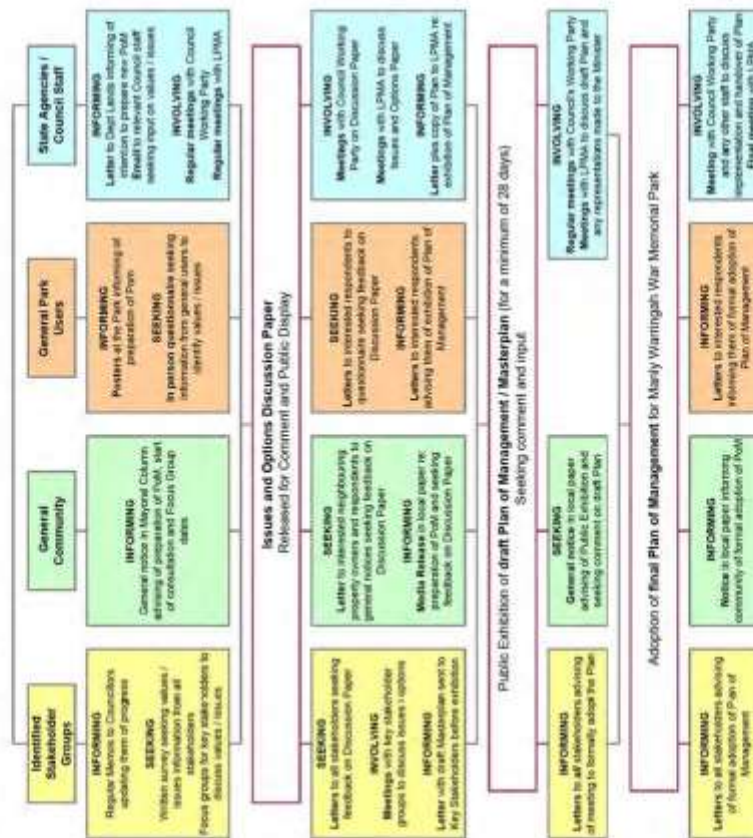 Identified
Stakeholder
Groups
General
Community
General Park
Users
State Agencies /
Council Staff
INFORMING
Regular Memos to Councillors
updating them of progress
SEEKING
Written survey seeking values /
issues information from all
stakeholders
Focus groups for key stakeholders to
discuss values / issues
INFORMING
General notice in Mayoral Column
advising of preparation of PoM, start
of consultation and Focus Group
dates
INFORMING
Posters at the Park informing of
preparation of Pom
SEEKING
In person questionnaire seeking
information from general users to
identify values / issues
INFORMING
Letter to Dept Lands informing of
intention to prepare new PoM
Email to relevant Council staff
seeking input on values / issues
INVOLVING
Regular meetings with Council
Working Party
Regular meetings with LPMA
Issues and Options Discussion Paper
Released for Comment and Public Display
SEEKING
Letters to all stakeholders seeking
feedback on Discussion Paper
INVOLVING
Meetings with key stakeholder
groups to discuss issues / options
INFORMING
Letter with draft Masterplan sent to
Key Stakeholders before exhibition
SEEKING
Letter to interested neighbouring
property owners and respondents to
general notices seeking feedback on
Discussion Paper
INFORMING
Media Release in local paper re:
preparation of PoM and seeking
feedback on Discussion Paper
SEEKING
Letters to interested respondents to
questionnaire seeking feedback on
Discussion Paper
INFORMING
Letters to interested respondents
advising them of exhibition of Plan of
Management
INVOLVING
Meetings with Council Working
Party on Discussion Paper
Meetings with LPMA to discuss
Issues and Options Paper
INFORMING
Letter plus copy of Plan to LPMA re:
exhibition of Plan of Management
Public Exhibition of draft Plan of Management / Masterplan (for a minimum of 28 days)
Seeking comment and input
INFORMING
Letters to all stakeholders advising
of meeting to formally adopt the Plan
SEEKING
General notice in local paper
advising of Public Exhibition and
seeking comment on draft Plan
INVOLVING
Regular meetings with Council's Working Party
Meetings with LPMA to discuss draft Plan and
any representations made to the Minister
Adoption of final Plan of Management for Manly Warringah War Memorial Park
INFORMING
Letters to all stakeholders advising
of formal adoption of Plan of
Management
INFORMING
Notice in local paper informing
community of formal adoption of PoM
INFORMING
Letters to interested respondents
informing them of formal adoption of
Plan of Management
INVOLVING
Meeting with Council Working Party
and any other staff to discuss
implementation and handover of Plan